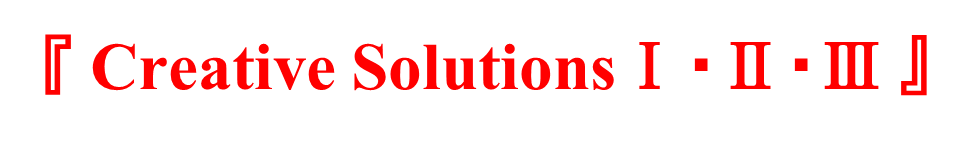 『 Creative Solutions Ⅰ・Ⅱ・Ⅲ 』